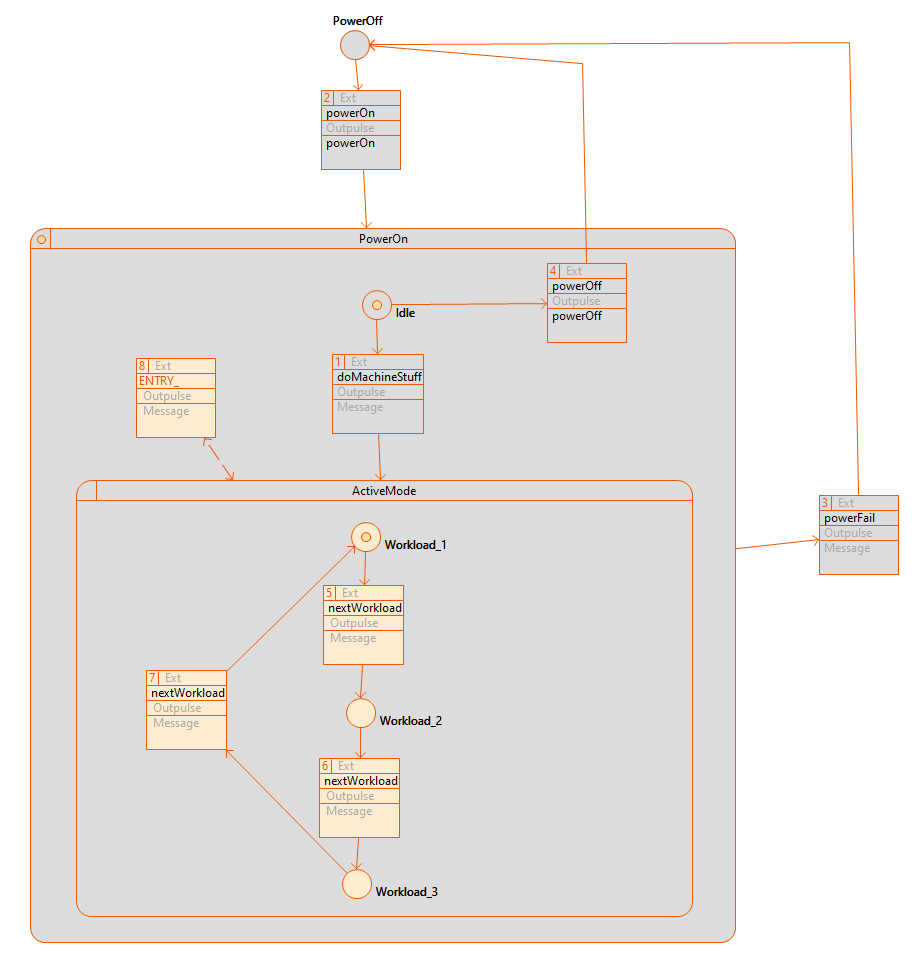 PowerOff
2 Ext
powerOn
Outpulse
powerOn
PowerOn
4 Ext
powerOff
Outpulse
powerOff
Idle
8 Ext
ENTRY_
Outpulse
Message
1 Ext
doMachineStuff
Outpulse
Message
ActiveMode
3 Ext
powerFail
Outpulse
Message
Workload_1
5 Ext
nextWorkload
Outpulse
Message
7 Ext
nextWorkload
Outpulse
Message
Workload_2
6 Ext
nextWorkload
Outpulse
Message
Workload_3